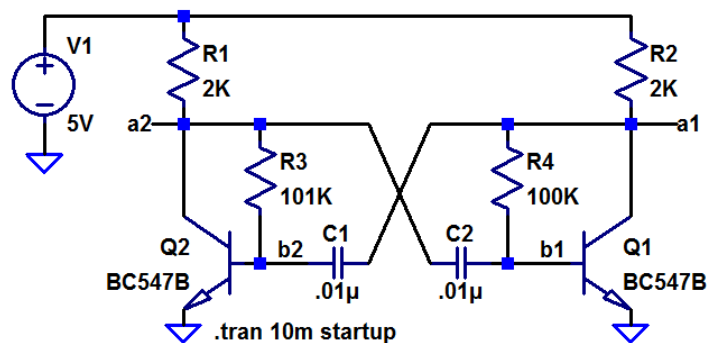 V1
5V
R1
2K
R2
2K
a2
a1
R3
101K
R4
100K
Q2
BC547B
b2
C1
.01µ
C2
.01µ
b1
Q1
BC547B
.tran 10m startup